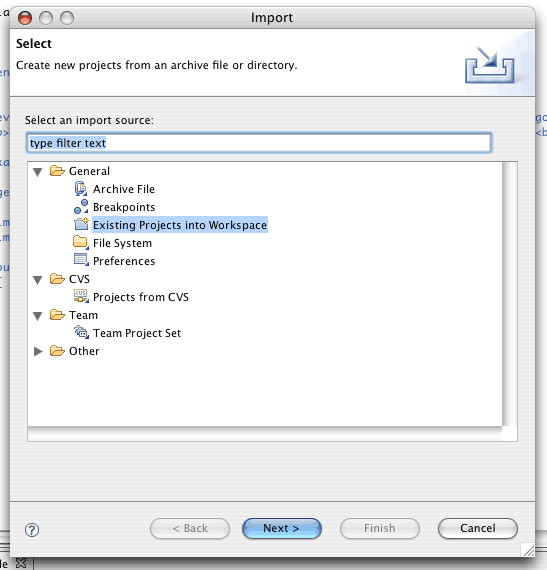 Import
Select
Create new projects from an archive file or directory.
Select an import source:
type filter text
General
Archive File
Breakpoints
Existing Projects into Workspace
File System
Preferences
CVS
Projects from CVS
Team
Team Project Set
Other
?
< Back
Next >
Finish
Cancel